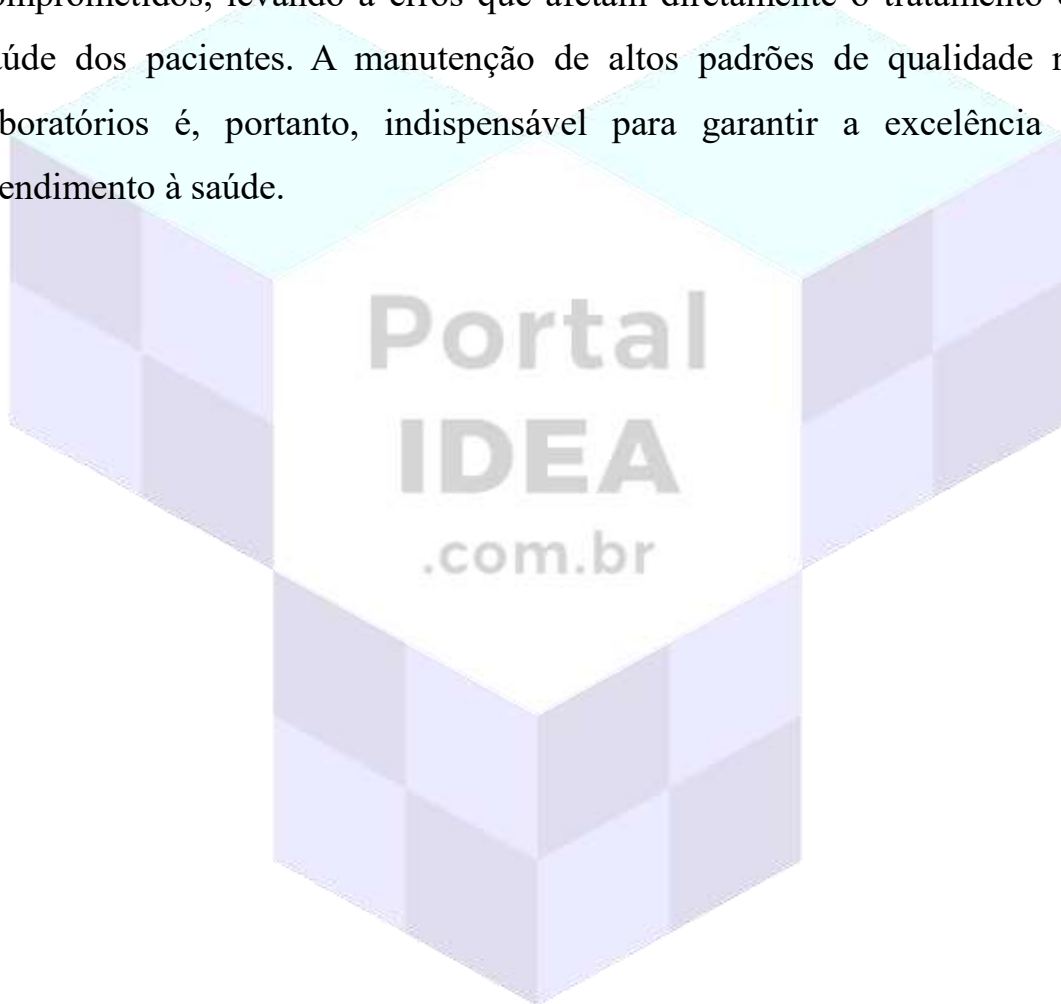 omprometidos, levando a erros que afetam diretamente o tratamento
aúde dos pacientes. A manutenção de altos padrões de qualidade
boratórios é, portanto, indispensável para garantir a excelência
endimento à saúde.
Portal
IDEA
.com.br